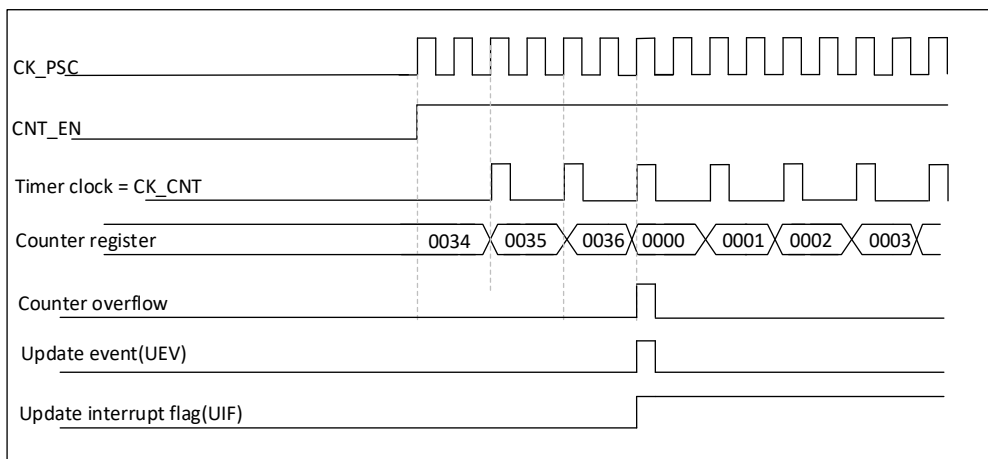 CK_PSC
CNT_EN
Timer clock = CK_CNT
Counter register 0034 0035 0036 0000 0001 0002 0003
Counter overflow
Update event(UEV)
Update interrupt flag(UIF)